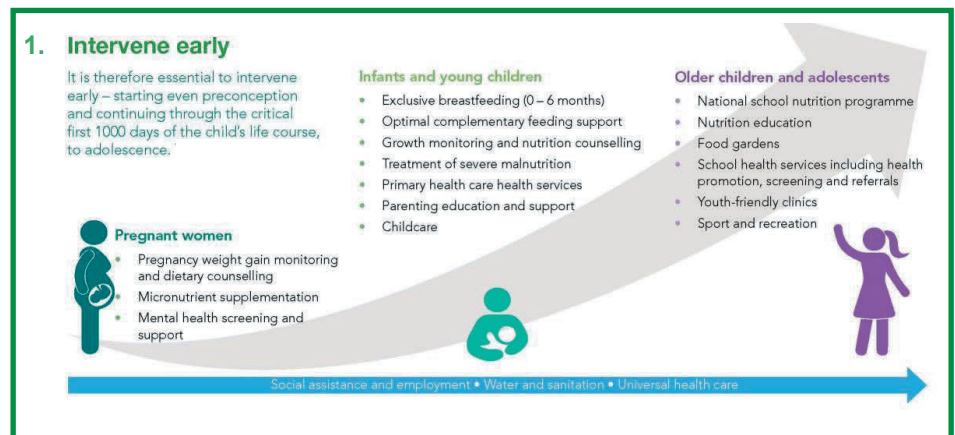 1. Intervene early
It is therefore essential to intervene
early – starting even preconception
and continuing through the critical
first 1000 days of the child's life course,
to adolescence.
Pregnant women
• Pregnancy weight gain monitoring
and dietary counselling
• Micronutrient supplementation
• Mental health screening and
support
Infants and young children
• Exclusive breastfeeding (0 – 6 months)
• Optimal complementary feeding support
• Growth monitoring and nutrition counselling
• Treatment of severe malnutrition
• Primary health care health services
• Parenting education and support
• Childcare
Older children and adolescents
• National school nutrition programme
• Nutrition education
• Food gardens
• School health services including health
promotion, screening and referrals
• Youth-friendly clinics
• Sport and recreation
Social assistance and employment • Water and sanitation • Universal health care